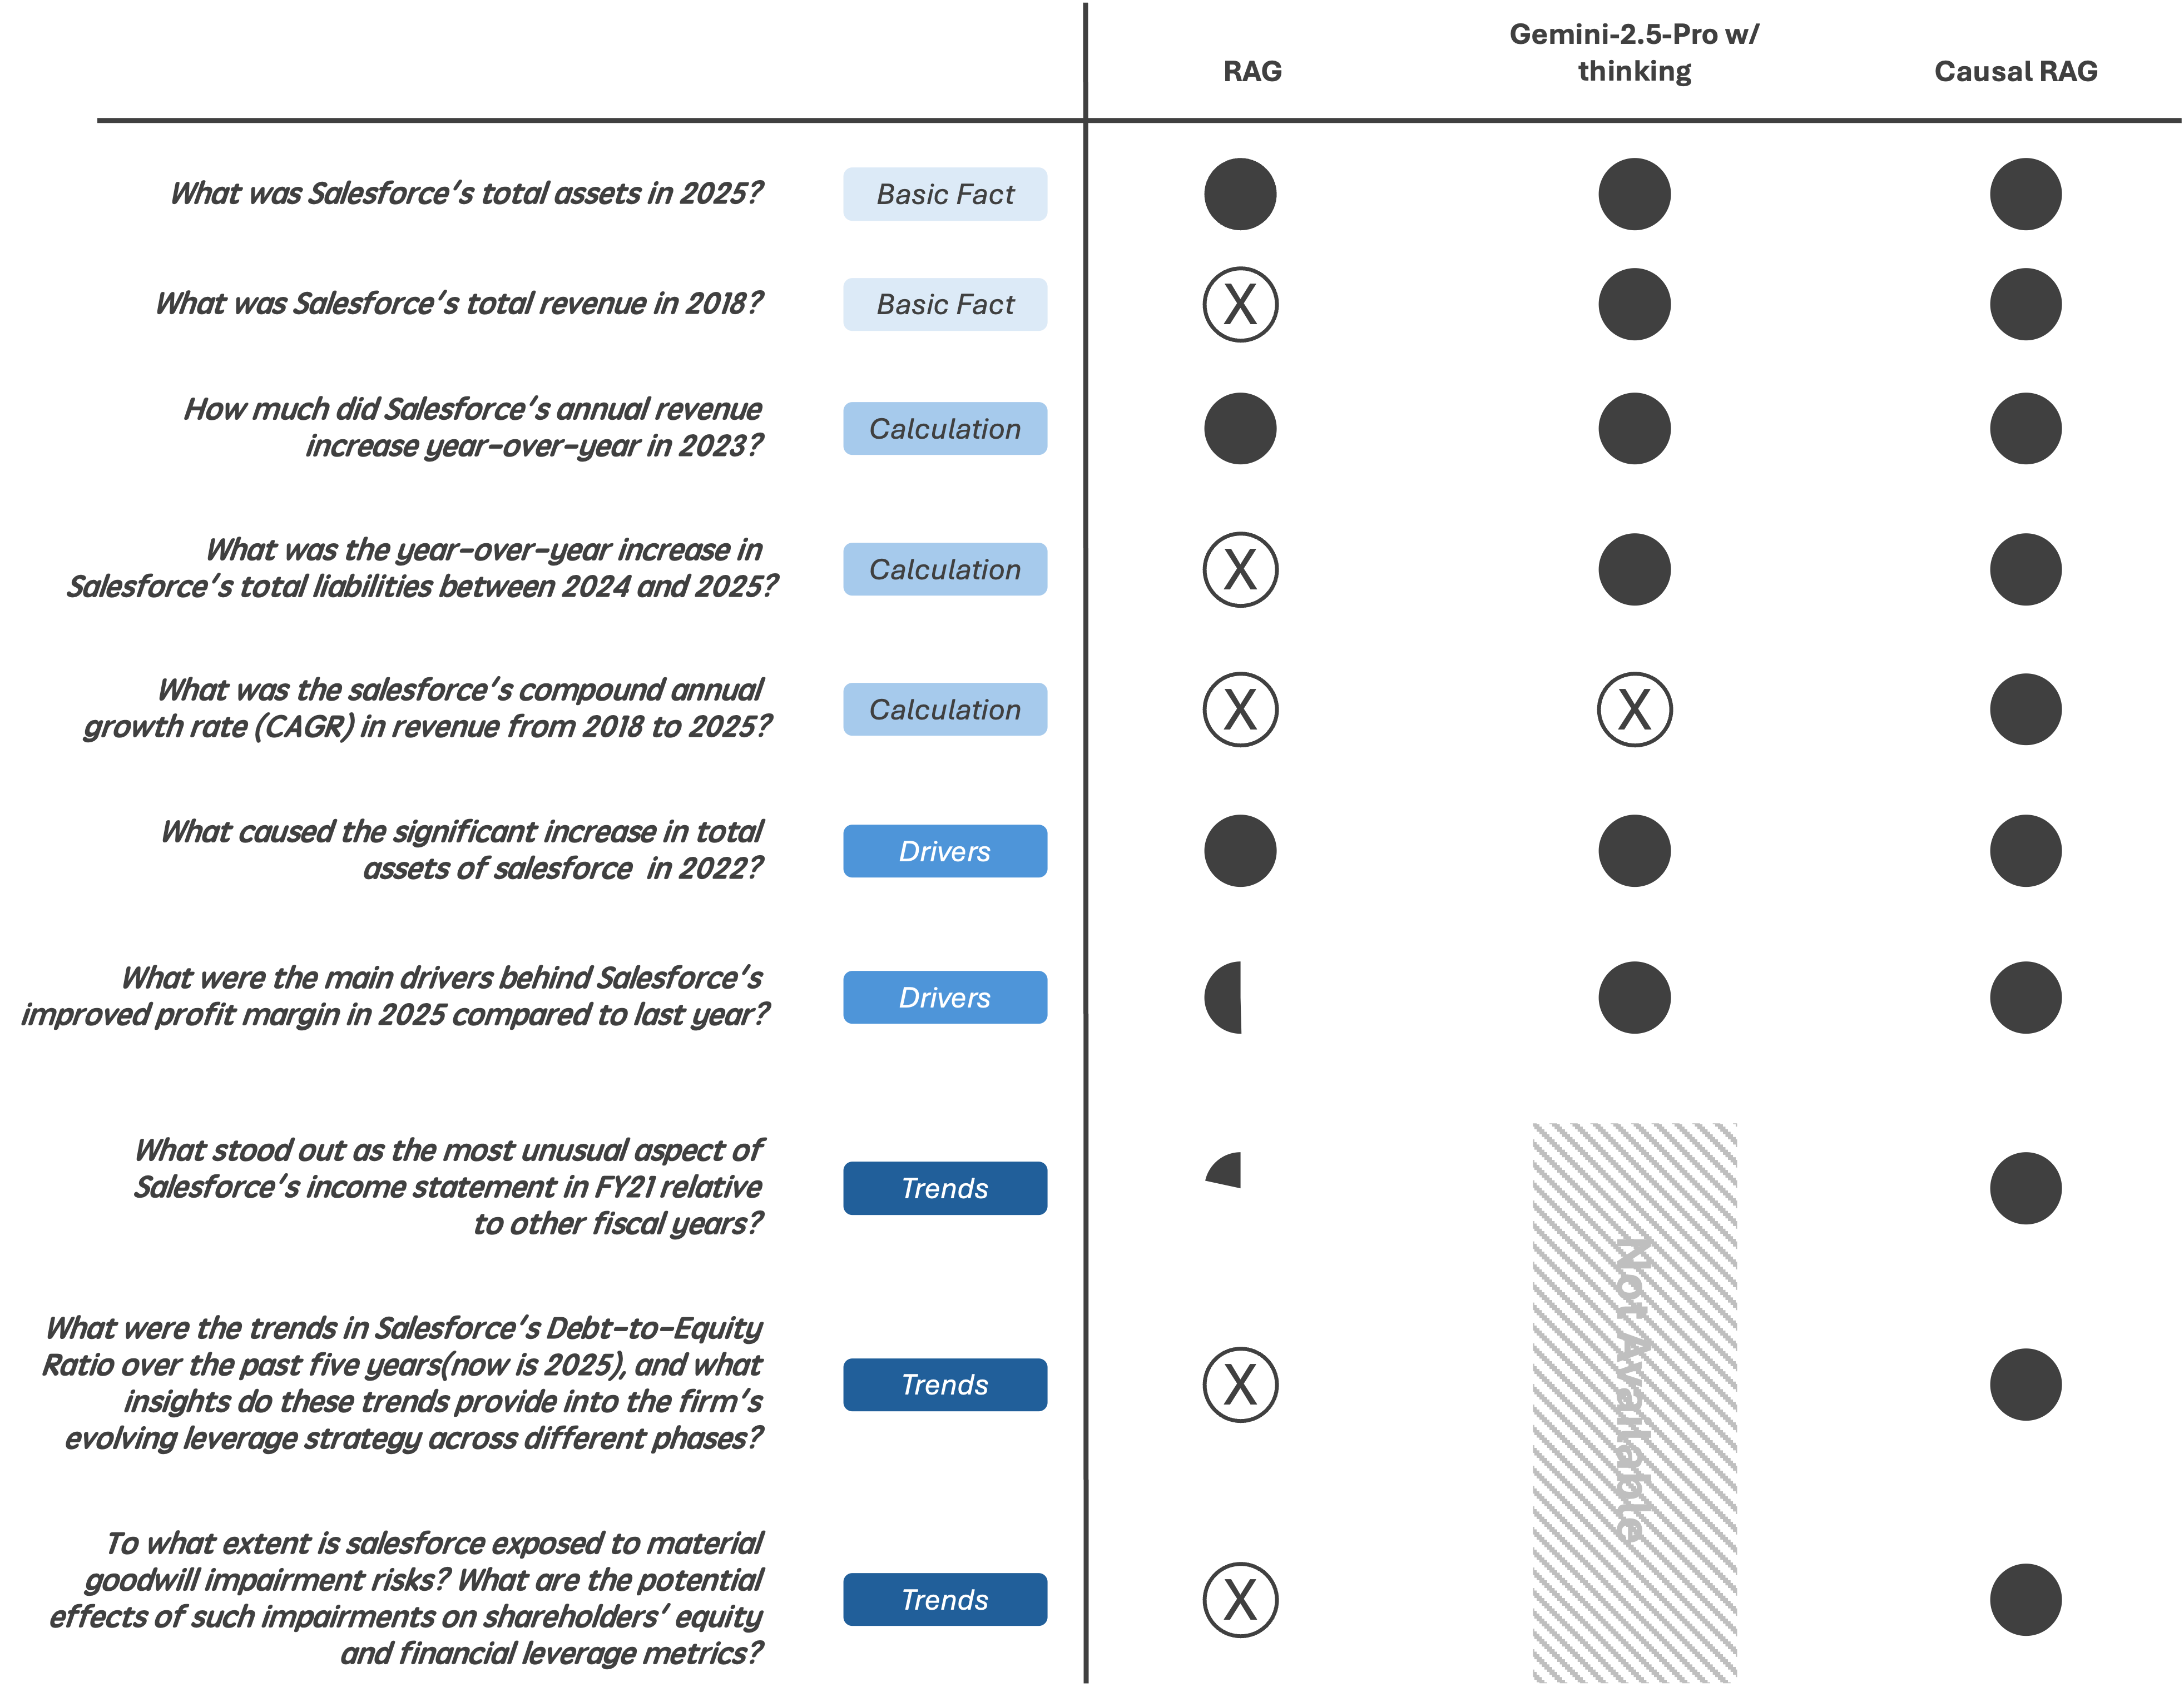 RAG
Gemini-2.5-Pro w/
thinking
Causal RAG
What was Salesforce's total assets in 2025?
Basic Fact
What was Salesforce's total revenue in 2018?
Basic Fact
X
How much did Salesforce's annual revenue
increase year-over-year in 2023?
Calculation
What was the year-over-year increase in
Salesforce's total liabilities between 2024 and 2025?
Calculation
X
What was the salesforce's compound annual
growth rate (CAGR) in revenue from 2018 to 2025?
Calculation
X
X
What caused the significant increase in total
assets of salesforce in 2022?
Drivers
What were the main drivers behind Salesforce's
improved profit margin in 2025 compared to last year?
Drivers
What stood out as the most unusual aspect of
Salesforce's income statement in FY21 relative
to other fiscal years?
Trends
Not Available
What were the trends in Salesforce's Debt-to-Equity
Ratio over the past five years(now is 2025), and what
insights do these trends provide into the firm's
evolving leverage strategy across different phases?
Trends
X
To what extent is salesforce exposed to material
goodwill impairment risks? What are the potential
effects of such impairments on shareholders' equity
and financial leverage metrics?
Trends
X